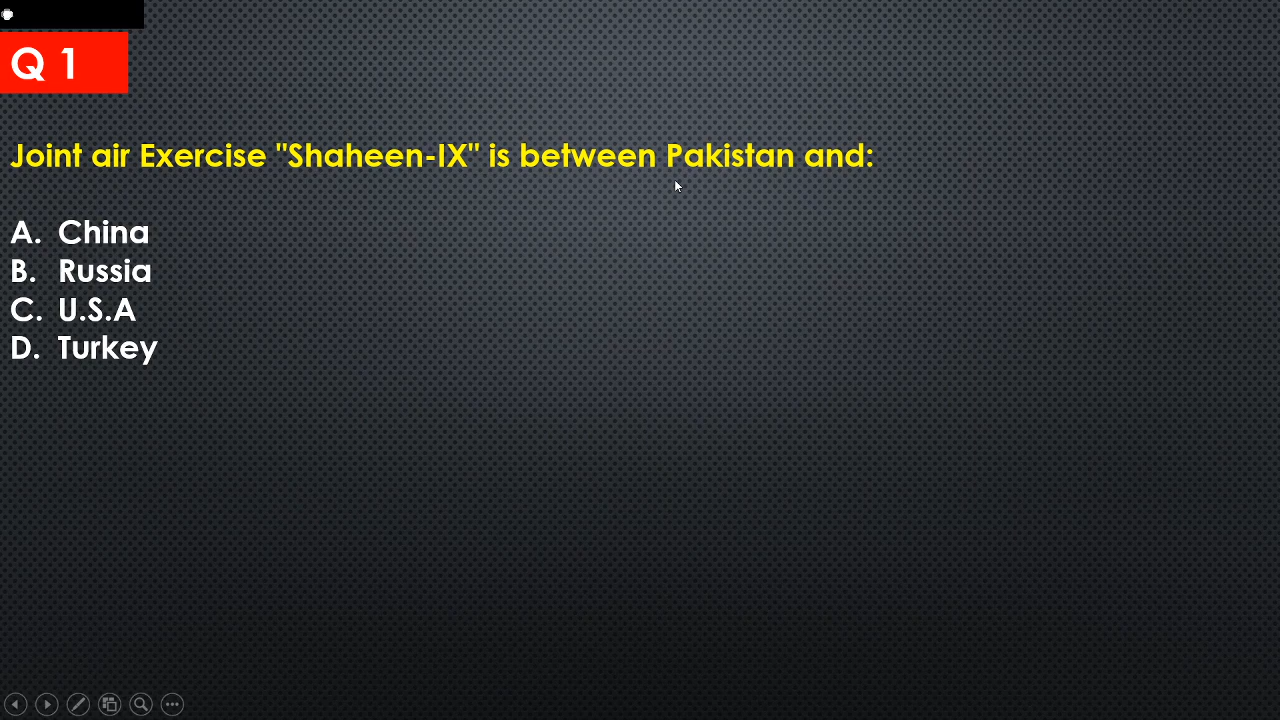 Q 1
Joint air Exercise "Shaheen-IX" is between Pakistan and:
A. China
B. Russia
C. U.S.A
D. Turkey